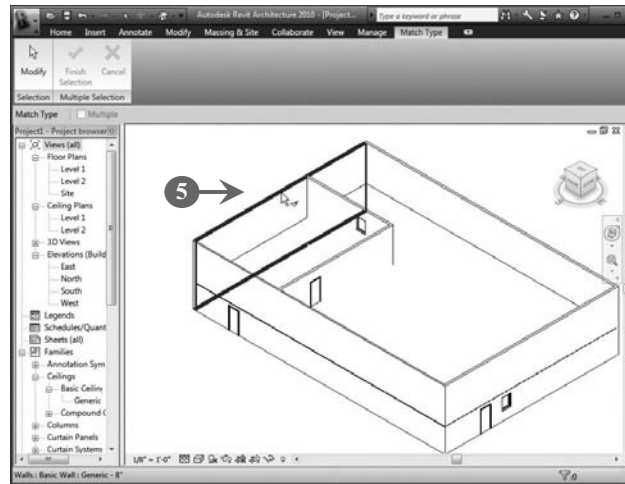 Autodesk Revit Architecture 2010 - [Project...
Type a keyword or phrase
Home Insert Annotate Modify Massing & Site Collaborate View Manage Match Type
Modify
Finish Selection
Cancel
Selection Multiple Selection
Match Type Multiple
Project1 - Project browser
Views (all)
Floor Plans
Level 1
Level 2
Site
Ceiling Plans
Level 1
Level 2
3D Views
Elevations (Build
East
North
South
West
Legends
Schedules/Quant
Sheets (all)
Families
Annotation Sym
Ceilings
Basic Ceilin
Generic
Compound C
Columns
Curtain Panels
Curtain Systems
5
1/8" = 1'-0"
Walls : Basic Wall : Generic - 8"
:0